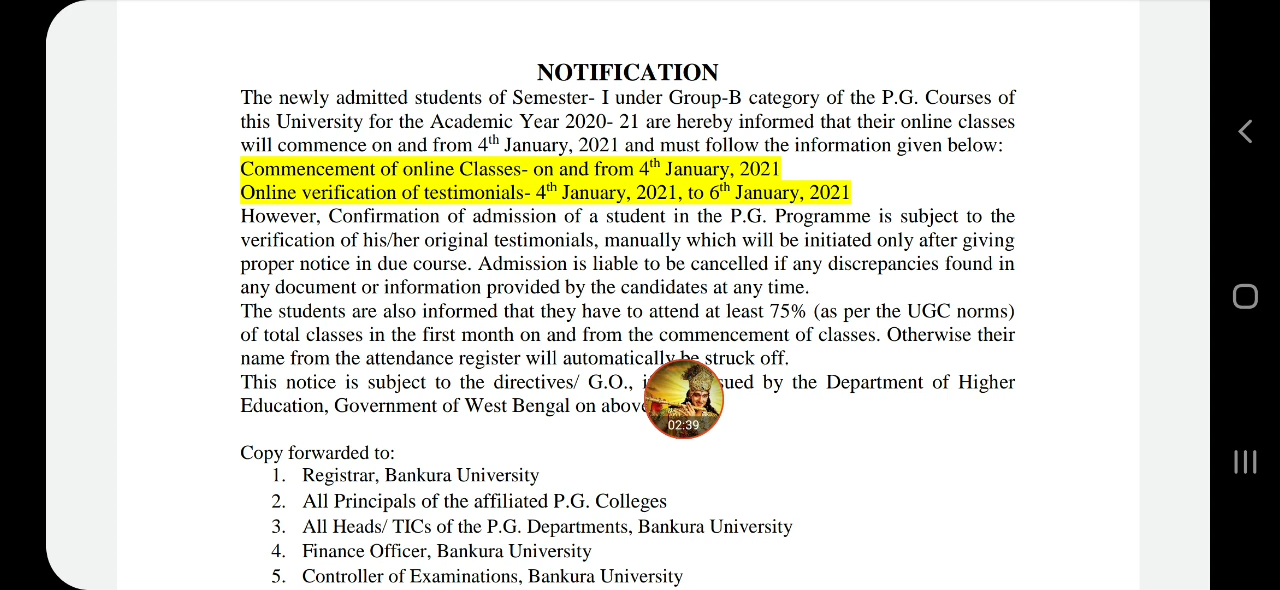 NOTIFICATION
The newly admitted students of Semester- I under Group-B category of the P.G. Courses of
this University for the Academic Year 2020- 21 are hereby informed that their online classes
will commence on and from 4th January, 2021 and must follow the information given below:
Commencement of online Classes- on and from 4th January, 2021
Online verification of testimonials- 4th January, 2021, to 6th January, 2021
However, Confirmation of admission of a student in the P.G. Programme is subject to the
verification of his/her original testimonials, manually which will be initiated only after giving
proper notice in due course. Admission is liable to be cancelled if any discrepancies found in
any document or information provided by the candidates at any time.
The students are also informed that they have to attend at least 75% (as per the UGC norms)
of total classes in the first month on and from the commencement of classes. Otherwise their
name from the attendance register will automatically be struck off.
This notice is subject to the directives/ G.O., by the Department of Higher
Education, Government of West Bengal on
02:39
Copy forwarded to:
1. Registrar, Bankura University
2. All Principals of the affiliated P.G. Colleges
3. All Heads/ TICs of the P.G. Departments, Bankura University
4. Finance Officer, Bankura University
5. Controller of Examinations, Bankura University